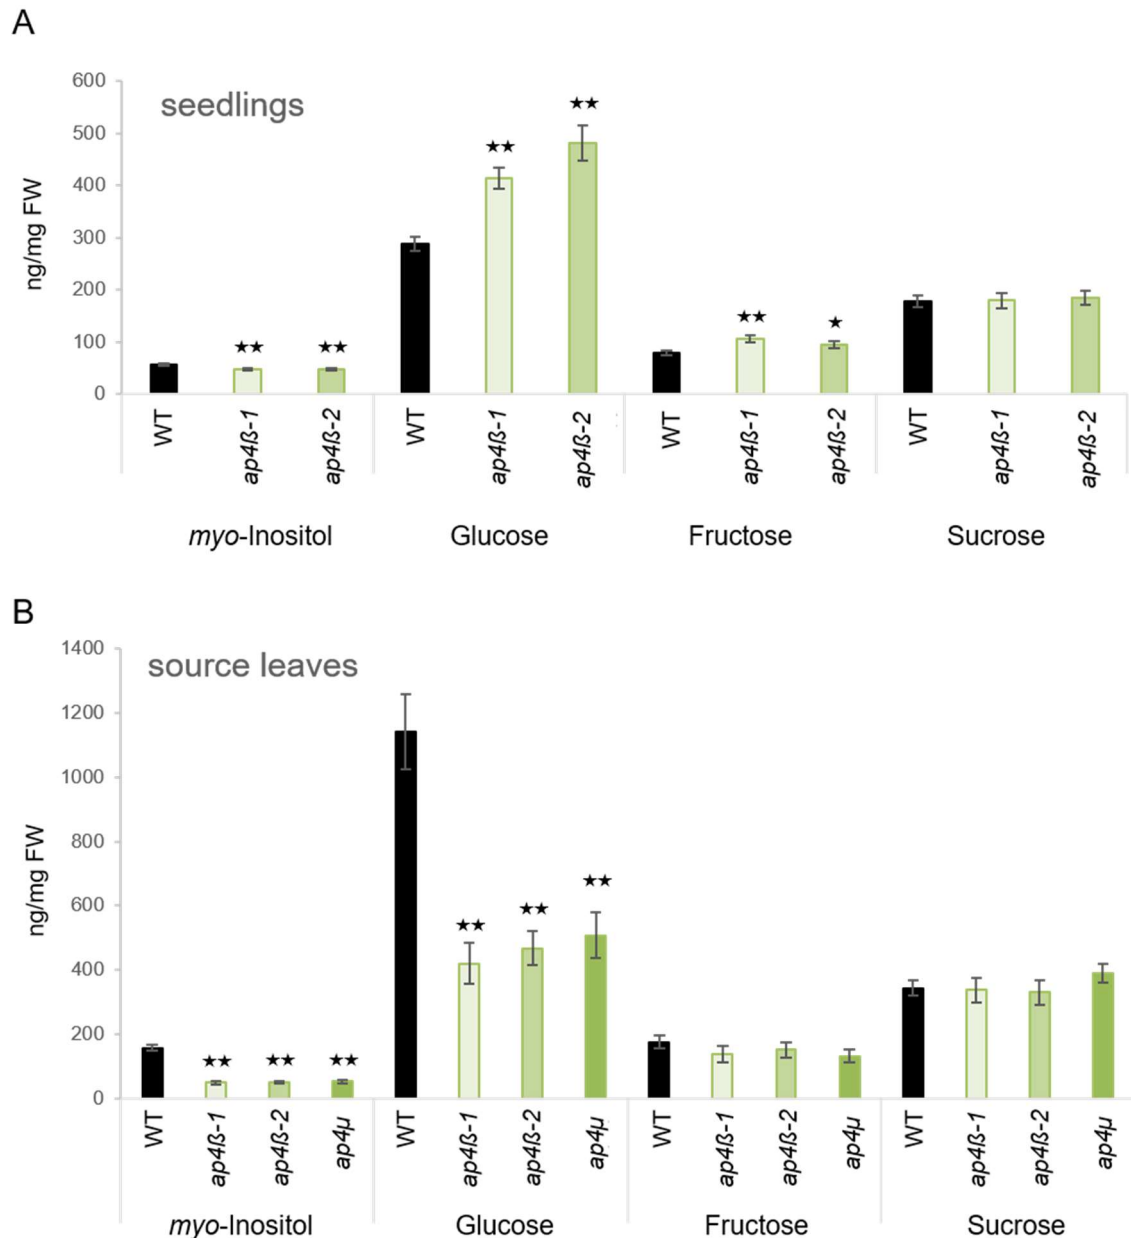 A
600
500
400
300
200
100
0
ng/mg FW
seedlings
★★ ★★ ★★ ★★ ★★ ★
WT ap4ß-1 ap4ß-2 WT ap4ß-1 ap4ß-2 WT ap4ß-1 ap4ß-2 WT ap4ß-1 ap4ß-2
myo-Inositol Glucose Fructose Sucrose
B
1400
1200
1000
800
600
400
200
0
ng/mg FW
source leaves
★★ ★★ ★★ ★★ ★★ ★★
WT ap4ß-1 ap4ß-2 ap4µ WT ap4ß-1 ap4ß-2 ap4µ WT ap4ß-1 ap4ß-2 ap4µ WT ap4ß-1 ap4ß-2 ap4µ
myo-Inositol Glucose Fructose Sucrose